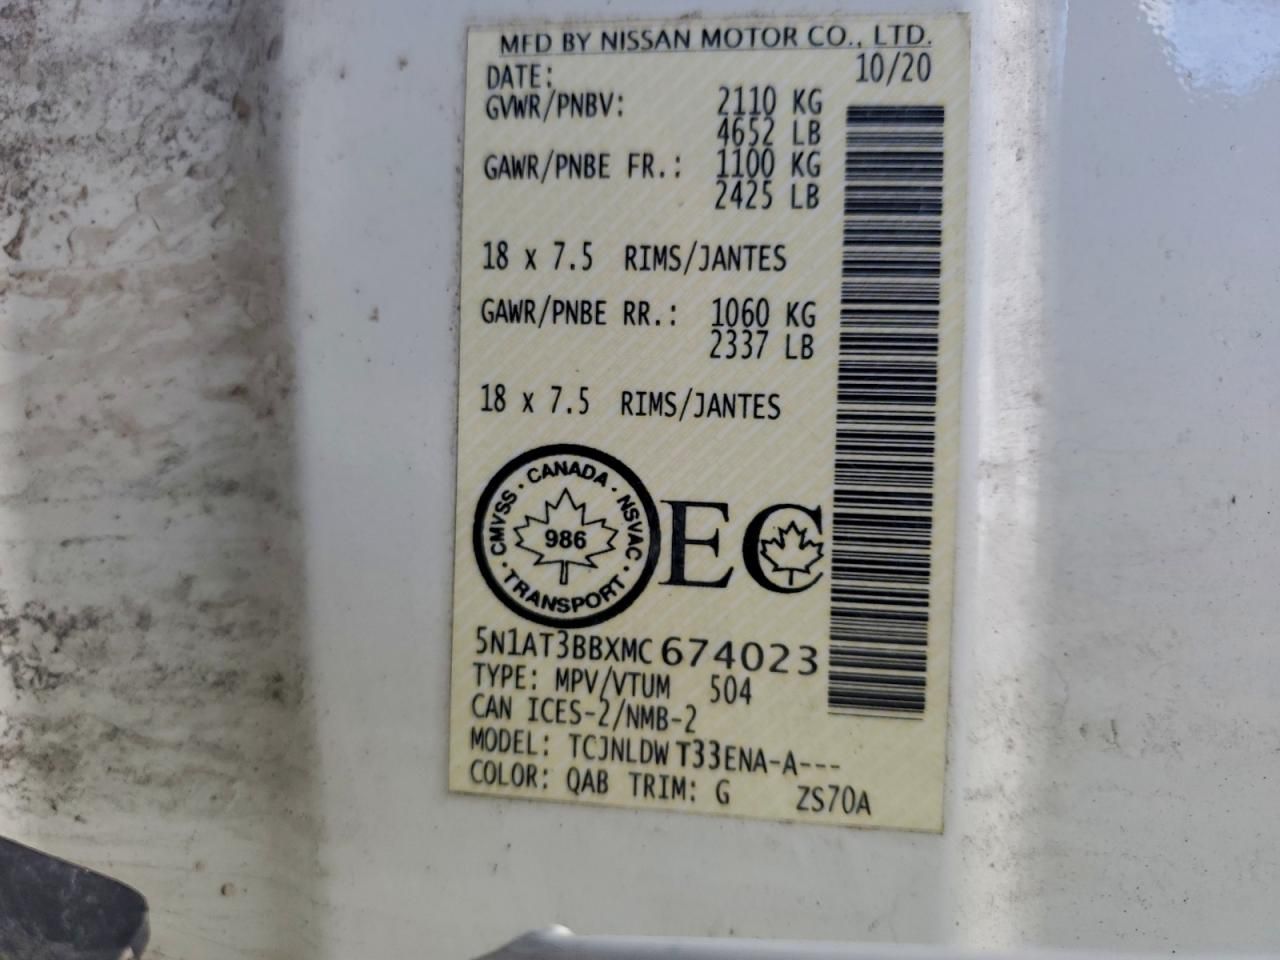 MFD BY NISSAN MOTOR CO., LTD.
DATE: 10/20
GVWR/PNBV: 2110 KG
4652 LB
GAWR/PNBE FR.: 1100 KG
2425 LB
18 x 7.5 RIMS/JANTES
GAWR/PNBE RR.: 1060 KG
2337 LB
18 x 7.5 RIMS/JANTES
CMVSS · CANADA · NSVAC · TRANSPORT ·
986
EC
5N1AT3BBXMC674023
TYPE: MPV/VTUM 504
CAN ICES-2/NMB-2
MODEL: TCJNLDW T33ENA-A---
COLOR: QAB TRIM: G ZS70A